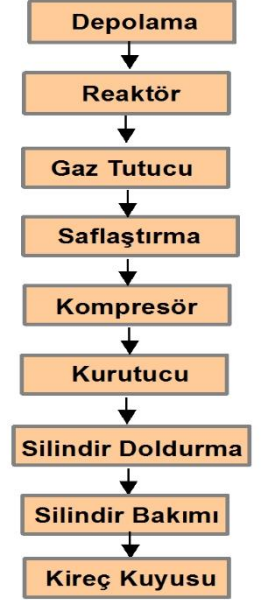 Depolama
Reaktör
Gaz Tutucu
Saflaştırma
Kompresör
Kurutucu
Silindir Doldurma
Silindir Bakımı
Kireç Kuyusu